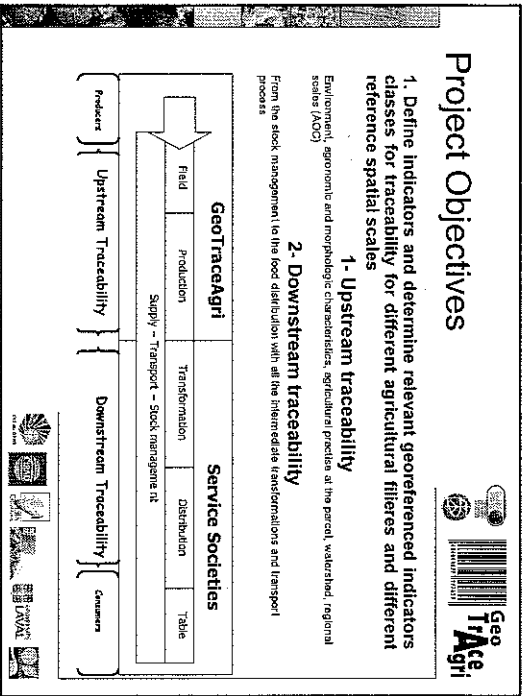 Project Objectives
Geo
TrAce
Agri
1. Define indicators and determine relevant georeferenced indicators
classes for traceability for different agricultural filieres and different
reference spatial scales
1- Upstream traceability
Environment, agronomic and morphologic characteristics, agricultural practise at the parcel, watershed, regional
scales (AOC)
2- Downstream traceability
From the stock management to the food distribution with all the intermediate transformations and transport
process
GeoTraceAgri
Service Societies
Field
Production
Transformation
Distribution
Table
Supply – Transport – Stock manageme nt
Producers
Upstream Traceability
Downstream Traceability
Consumers
LAVAL